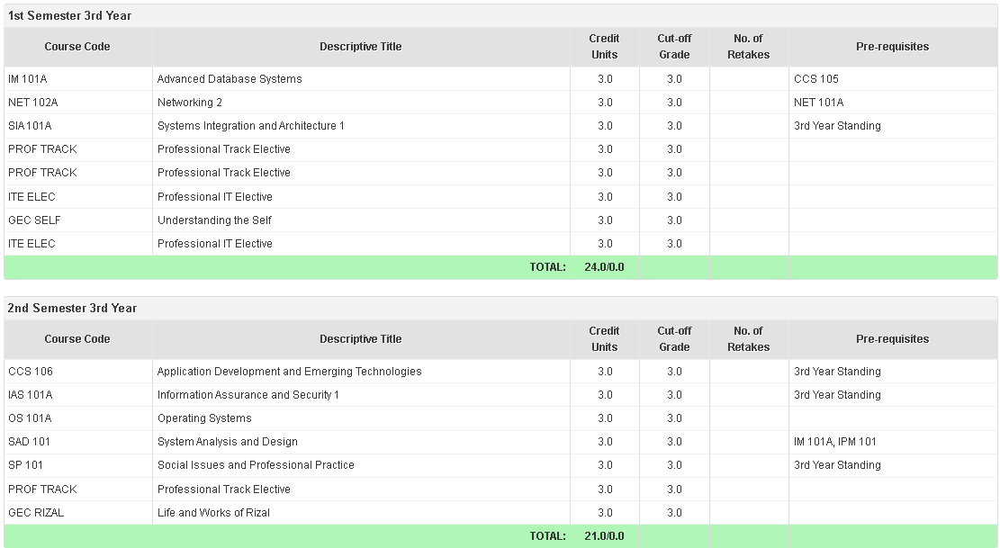 1st Semester 3rd Year
Course Code Descriptive Title Credit Units Cut-off Grade No. of Retakes Pre-requisites
IM 101A Advanced Database Systems 3.0 3.0 CCS 105
NET 102A Networking 2 3.0 3.0 NET 101A
SIA 101A Systems Integration and Architecture 1 3.0 3.0 3rd Year Standing
PROF TRACK Professional Track Elective 3.0 3.0
PROF TRACK Professional Track Elective 3.0 3.0
ITE ELEC Professional IT Elective 3.0 3.0
GEC SELF Understanding the Self 3.0 3.0
ITE ELEC Professional IT Elective 3.0 3.0
TOTAL: 24.0/0.0
2nd Semester 3rd Year
Course Code Descriptive Title Credit Units Cut-off Grade No. of Retakes Pre-requisites
CCS 106 Application Development and Emerging Technologies 3.0 3.0 3rd Year Standing
IAS 101A Information Assurance and Security 1 3.0 3.0 3rd Year Standing
OS 101A Operating Systems 3.0 3.0
SAD 101 System Analysis and Design 3.0 3.0 IM 101A, IPM 101
SP 101 Social Issues and Professional Practice 3.0 3.0 3rd Year Standing
PROF TRACK Professional Track Elective 3.0 3.0
GEC RIZAL Life and Works of Rizal 3.0 3.0
TOTAL: 21.0/0.0